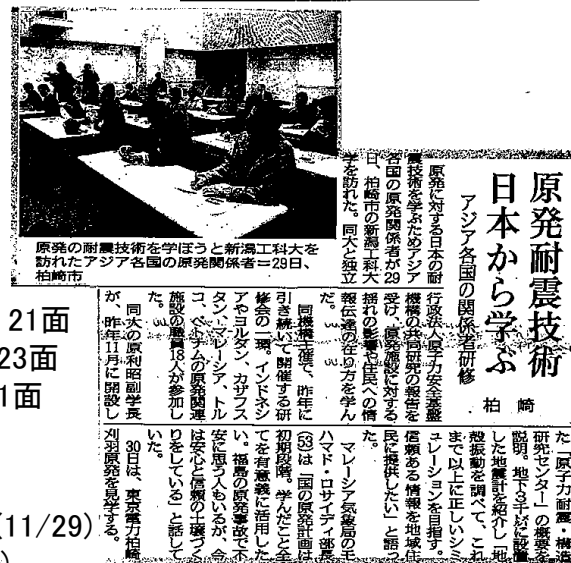 原発耐震技術
日本から学ぶ
アジア各国の関係者研修
柏崎
原発に対する日本の耐
震技術を学ぶためアジア
各国の原発関係者が29
日、柏崎市の新潟工科大
学を訪れた。同大と独立
行政法人・原子力安全基盤
機構の共同研究の報告を
受け、原発施設に対する
揺れの影響や住民への情
報伝達の在り方を学ん
だ。
同機構主催で、昨年に
引き続いて開催する研
修会の一環。インドネシ
アやヨルダン、カザフス
タン、マレーシア、トル
コ、ベトナムの原発関連
施設の職員18人が参加し
た。
同大の原利昭副学長
が、昨年11月に開設し
た「原子力耐震・構造
研究センター」の概要を
説明。地下3千㍍に設置
した地震計を紹介し「地
殻振動を調べて、これ
まで以上に正しいシミ
ュレーションを目指す。
信頼ある情報を地域住
民に提供したい」と語っ
た。
マレーシア気象局のモ
ハマド・ロサイディ部長
(53)は「国の原発計画は
初期段階。学んだこと全
てを有意義に活用した
い。福島の原発事故で不
安に思う人もいるが、今
は安心と信頼の土壌づく
りをしている」と話して
いた。
30日は、東京電力柏崎
刈羽原発を見学する。
原発の耐震技術を学ぼうと新潟工科大を
訪れたアジア各国の原発関係者=29日、
柏崎市
21面
23面
1面
(11/29)
)